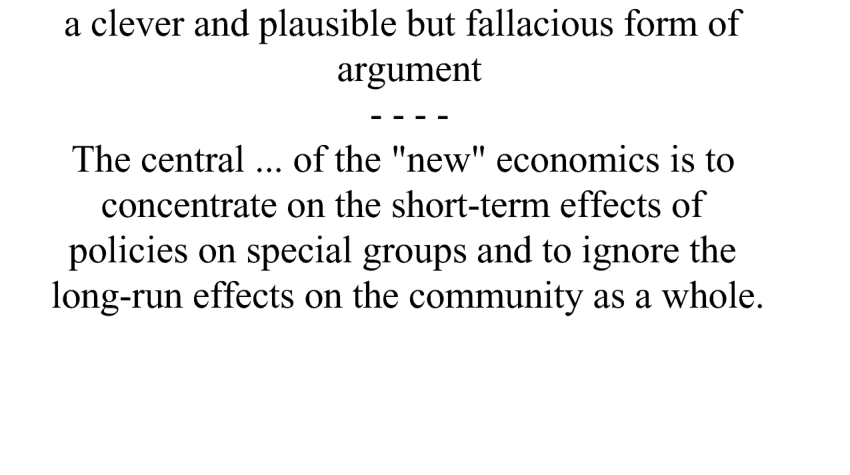 a clever and plausible but fallacious form of
argument
- - - -
The central ... of the "new" economics is to
concentrate on the short-term effects of
policies on special groups and to ignore the
long-run effects on the community as a whole.